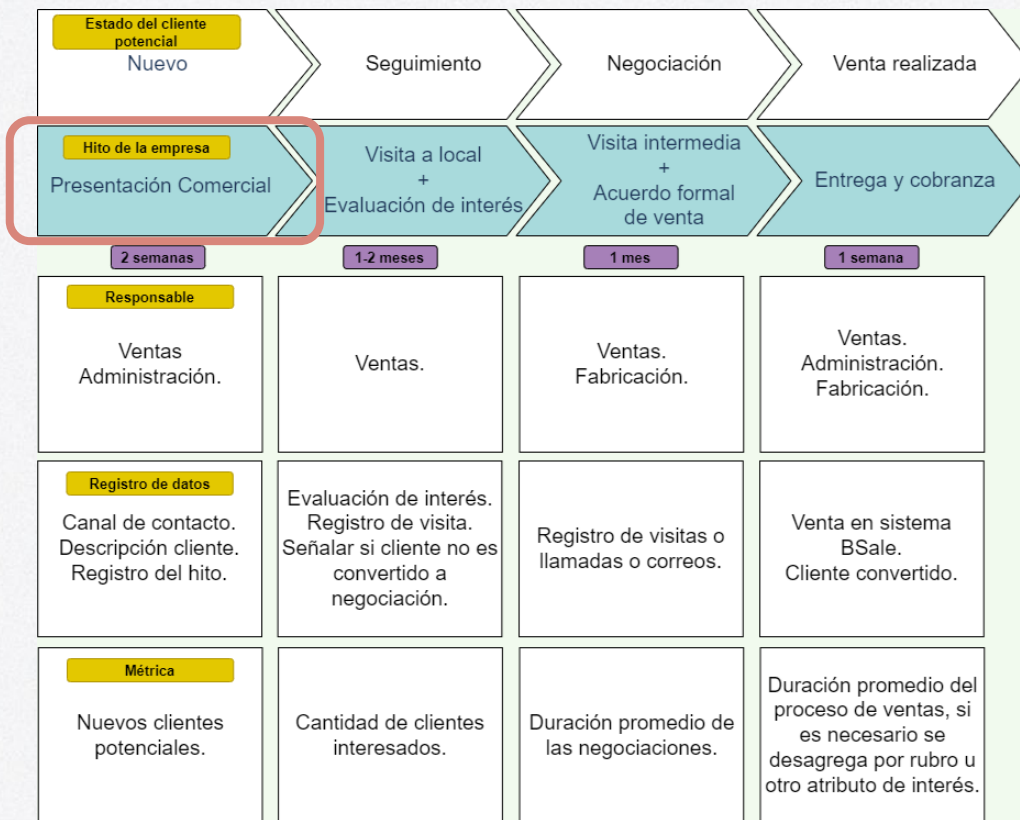 Estado del cliente
potencial
Nuevo
Seguimiento
Negociación
Venta realizada
Hito de la empresa
Presentación Comercial
Visita a local
+
Evaluación de interés
Visita intermedia
+
Acuerdo formal
de venta
Entrega y cobranza
2 semanas
1-2 meses
1 mes
1 semana
Responsable
Ventas
Administración.
Ventas.
Ventas.
Fabricación.
Ventas.
Administración.
Fabricación.
Registro de datos
Canal de contacto.
Descripción cliente.
Registro del hito.
Evaluación de interés.
Registro de visita.
Señalar si cliente no es
convertido a
negociación.
Registro de visitas o
llamadas o correos.
Venta en sistema
BSale.
Cliente convertido.
Métrica
Nuevos clientes
potenciales.
Cantidad de clientes
interesados.
Duración promedio de
las negociaciones.
Duración promedio del
proceso de ventas, si
es necesario se
desagrega por rubro u
otro atributo de interés.